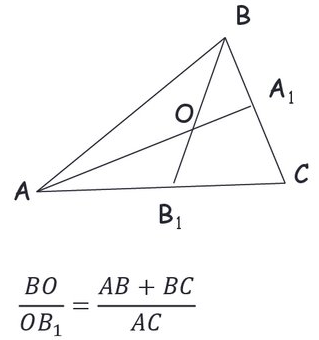 B
A₁
O
A
C
B₁
BO/OB₁ = (AB + BC)/AC